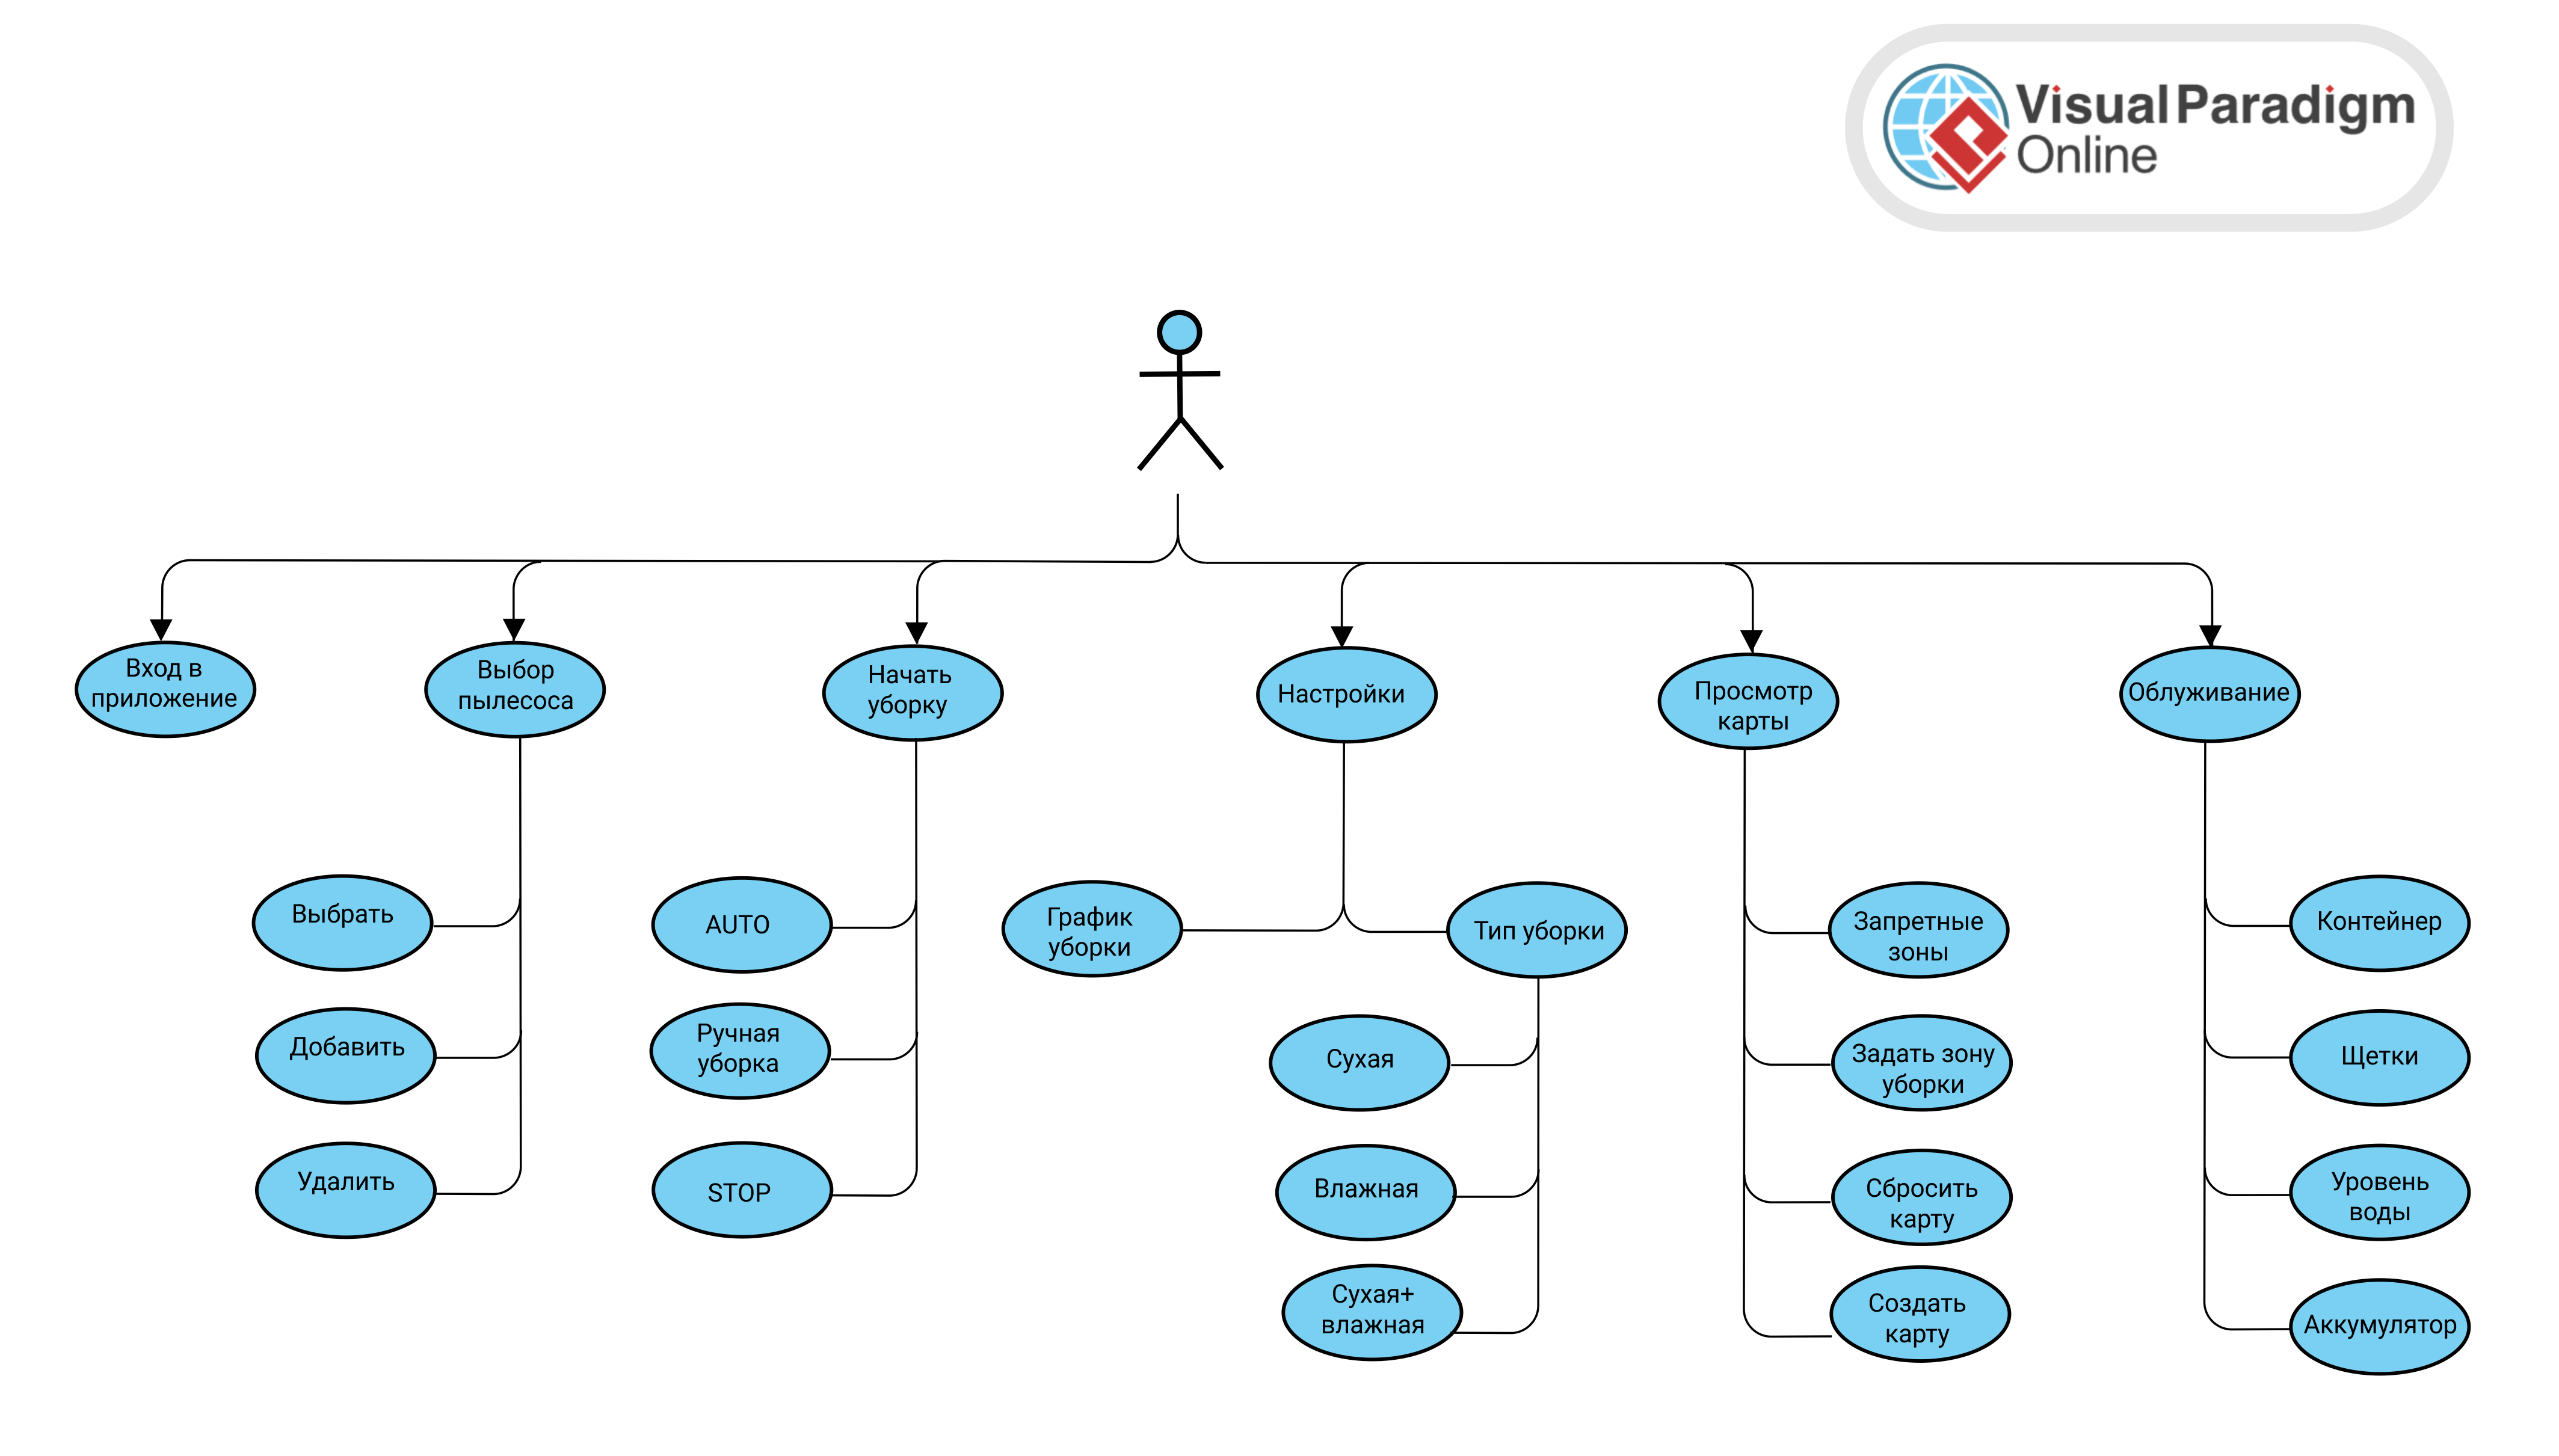 Visual Paradigm
Online
Вход в
приложение
Выбор
пылесоса
Начать
уборку
Настройки
Просмотр
карты
Облуживание
Выбрать
Добавить
Удалить
AUTO
Ручная
уборка
STOP
График
уборки
Тип уборки
Сухая
Влажная
Сухая+
влажная
Запретные
зоны
Задать зону
уборки
Сбросить
карту
Создать
карту
Контейнер
Щетки
Уровень
воды
Аккумулятор